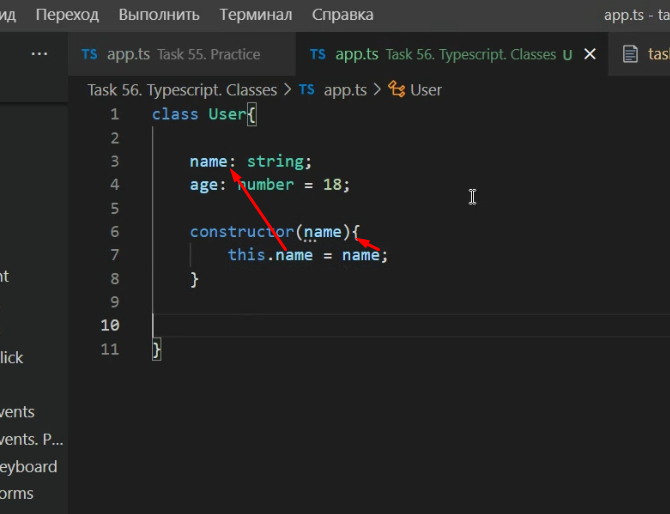 ид Переход Выполнить Терминал Справка app.ts - ta
... TS app.ts Task 55. Practice TS app.ts Task 56. Typescript. Classes U × tas
Task 56. Typescript. Classes > TS app.ts > User
1 class User{
2
3 name: string;
4 age: number = 18;
5
6 constructor(name){
7 this.name = name;
8 }
9
10
11 }
nt
lick
vents
vents. P...
eyboard
orms